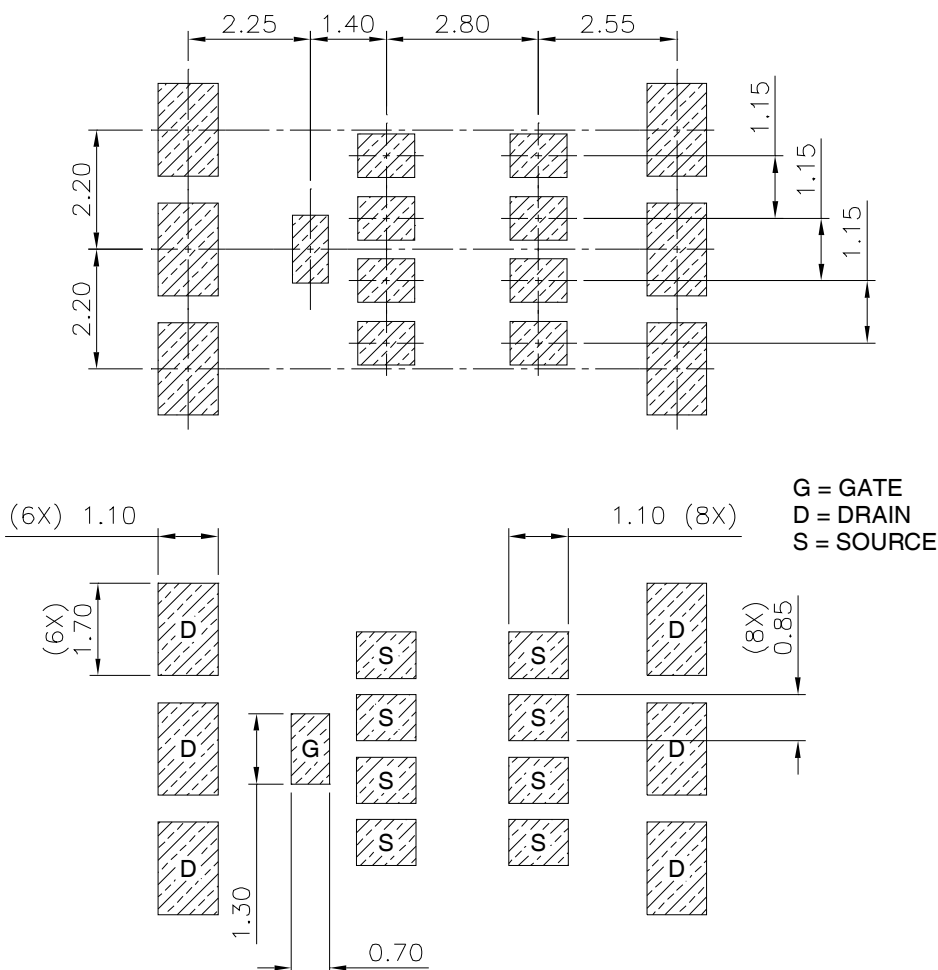 2.25 1.40 2.80 2.55
1.15
1.15
1.15
2.20
2.20
G = GATE
D = DRAIN
S = SOURCE
(6X) 1.10
1.10 (8X)
(6X)
1.70
(8X)
0.85
D
D
S
S
S
S
D
G
D
S
S
S
S
D
D
1.30
0.70